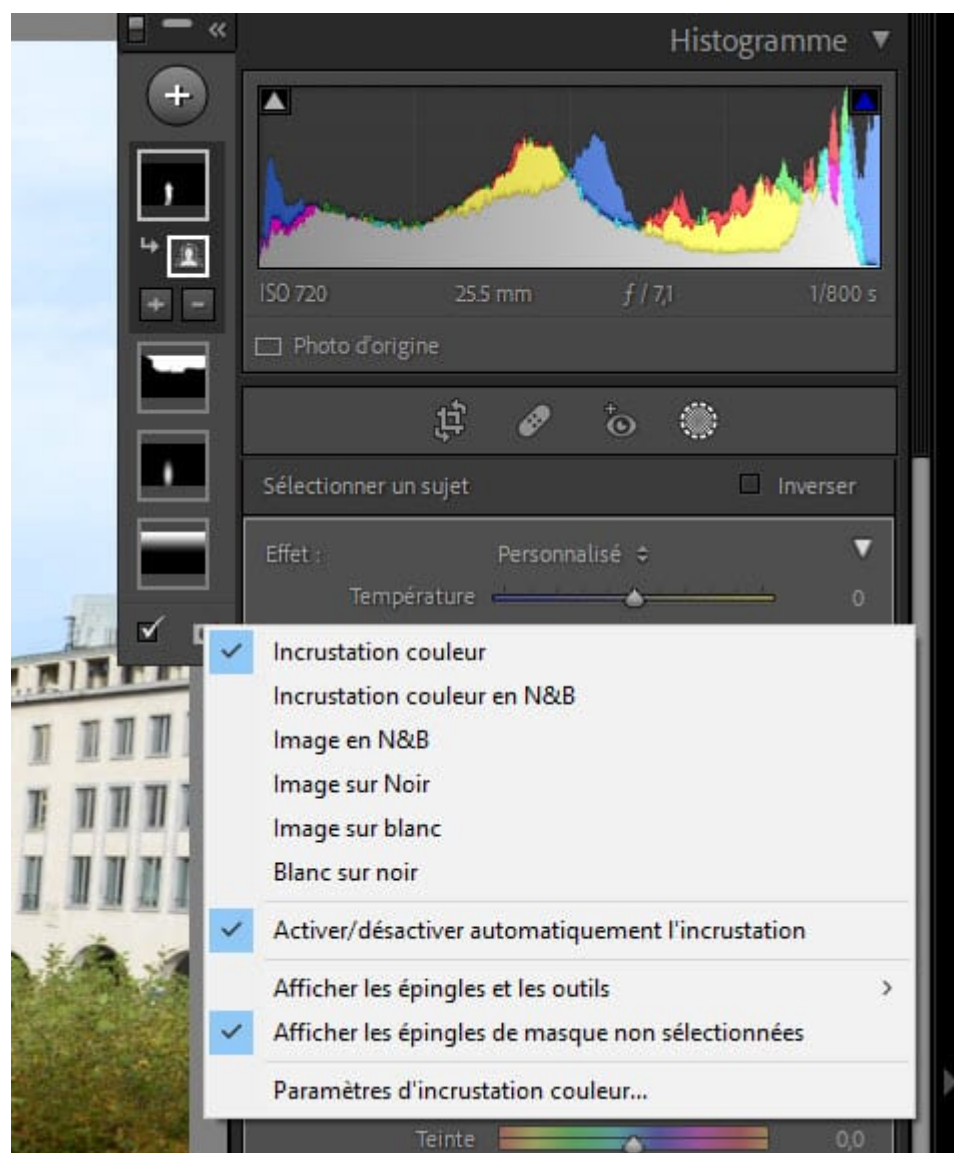 Histogramme
ISO 720 25.5 mm ƒ / 7,1 1/800 s
Photo d'origine
Sélectionner un sujet Inverser
Effet : Personnalisé
Température 0
Incrustation couleur
Incrustation couleur en N&B
Image en N&B
Image sur Noir
Image sur blanc
Blanc sur noir
Activer/désactiver automatiquement l'incrustation
Afficher les épingles et les outils
Afficher les épingles de masque non sélectionnées
Paramètres d'incrustation couleur...
Teinte 0,0